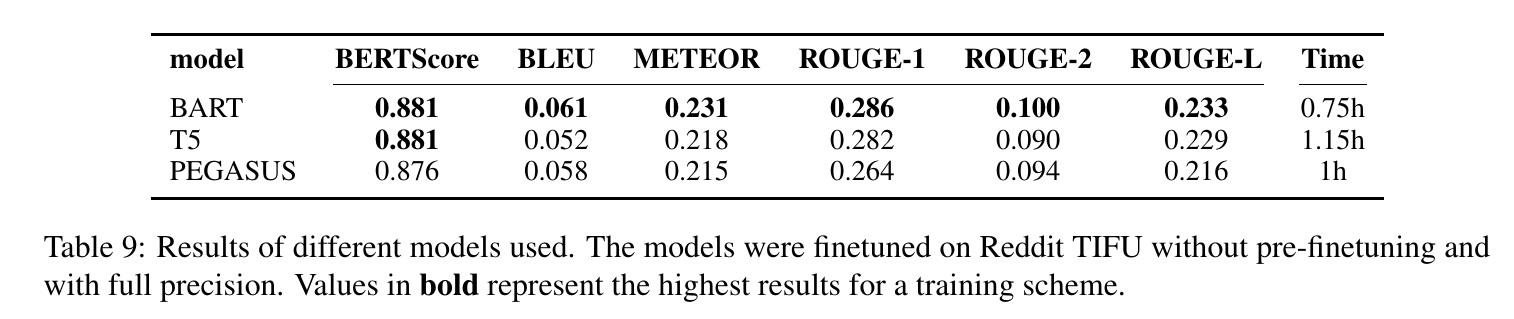 model BERTScore BLEU METEOR ROUGE-1 ROUGE-2 ROUGE-L Time
BART 0.881 0.061 0.231 0.286 0.100 0.233 0.75h
T5 0.881 0.052 0.218 0.282 0.090 0.229 1.15h
PEGASUS 0.876 0.058 0.215 0.264 0.094 0.216 1h
Table 9: Results of different models used. The models were finetuned on Reddit TIFU without pre-finetuning and
with full precision. Values in bold represent the highest results for a training scheme.